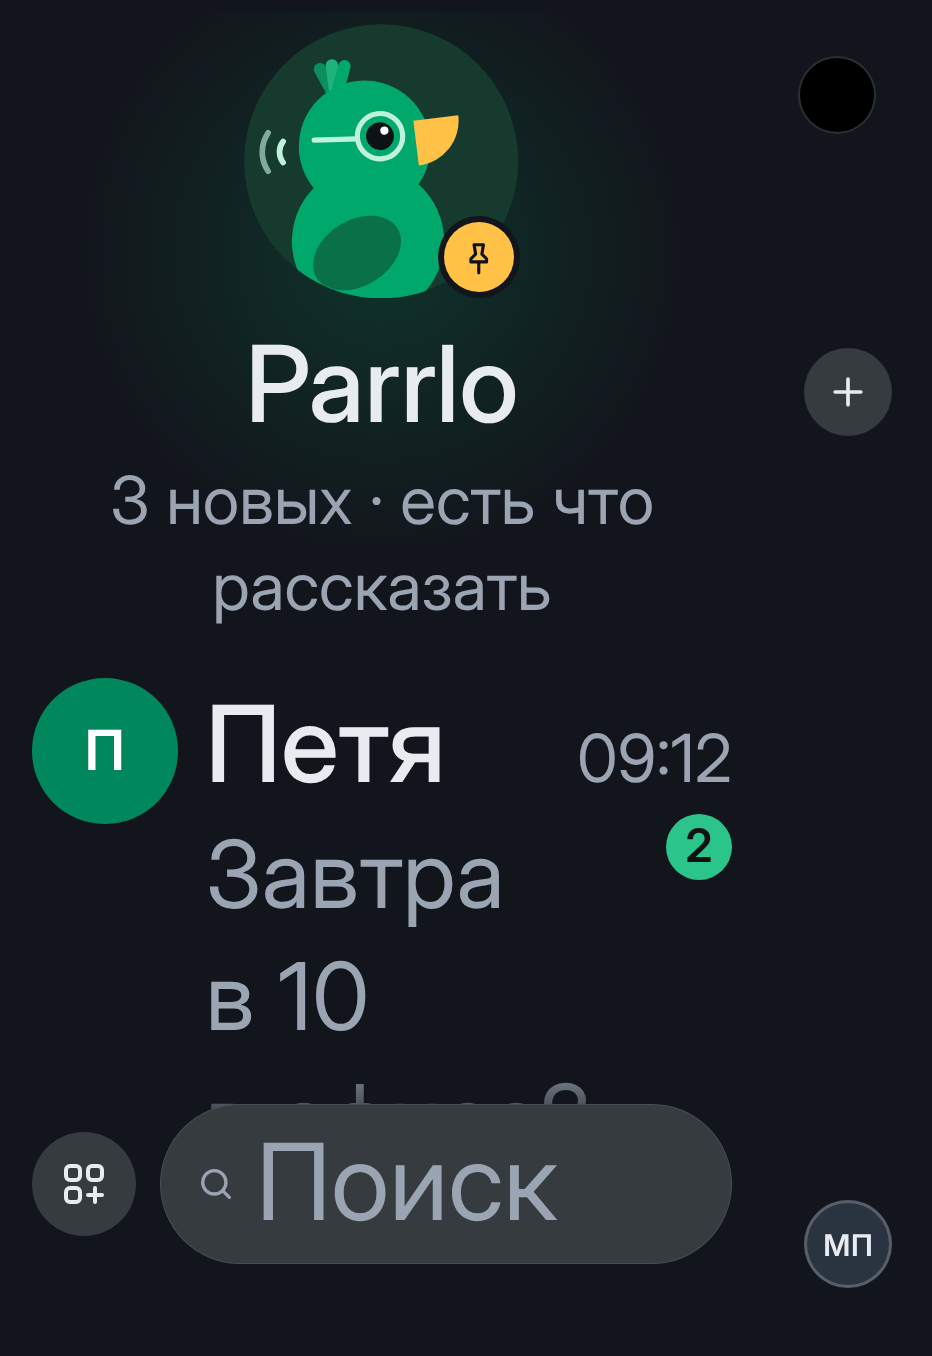 Parrlo
3 новых · есть что
рассказать
П
Петя
09:12
Завтра
2
в 10
Поиск
МП